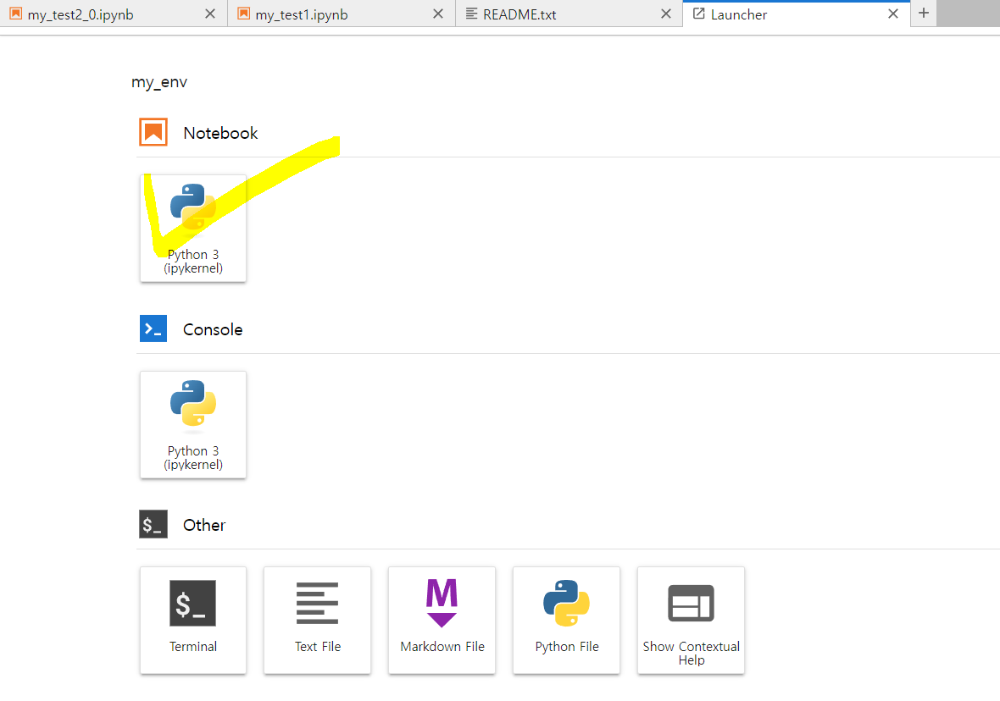 my_test2_0.ipynb
my_test1.ipynb
README.txt
Launcher
my_env
Notebook
Python 3
(ipykernel)
>_
Console
Python 3
(ipykernel)
$_
Other
$_
M
Terminal
Text File
Markdown File
Python File
Show Contextual
Help